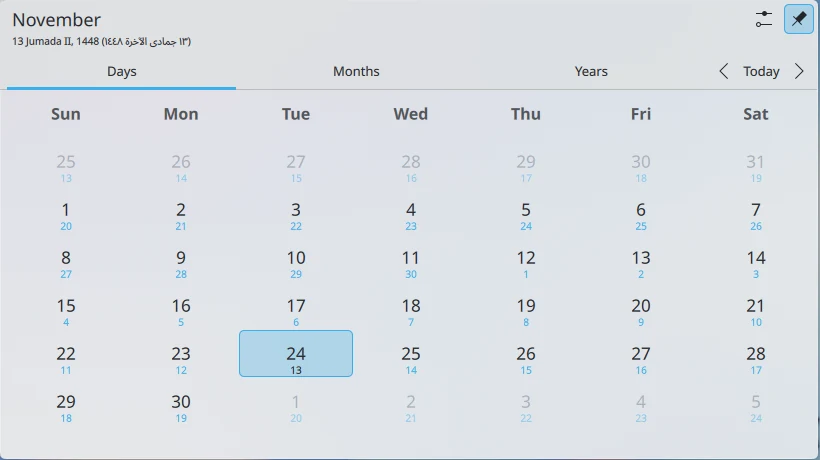 November
13 Jumada II, 1448 (١٣ جمادى الآخرة ١٤٤٨)
Days Months Years Today
Sun Mon Tue Wed Thu Fri Sat
25 26 27 28 29 30 31
13 14 15 16 17 18 19
1 2 3 4 5 6 7
20 21 22 23 24 25 26
8 9 10 11 12 13 14
27 28 29 30 1 2 3
15 16 17 18 19 20 21
4 5 6 7 8 9 10
22 23 24 25 26 27 28
11 12 13 14 15 16 17
29 30 1 2 3 4 5
18 19 20 21 22 23 24